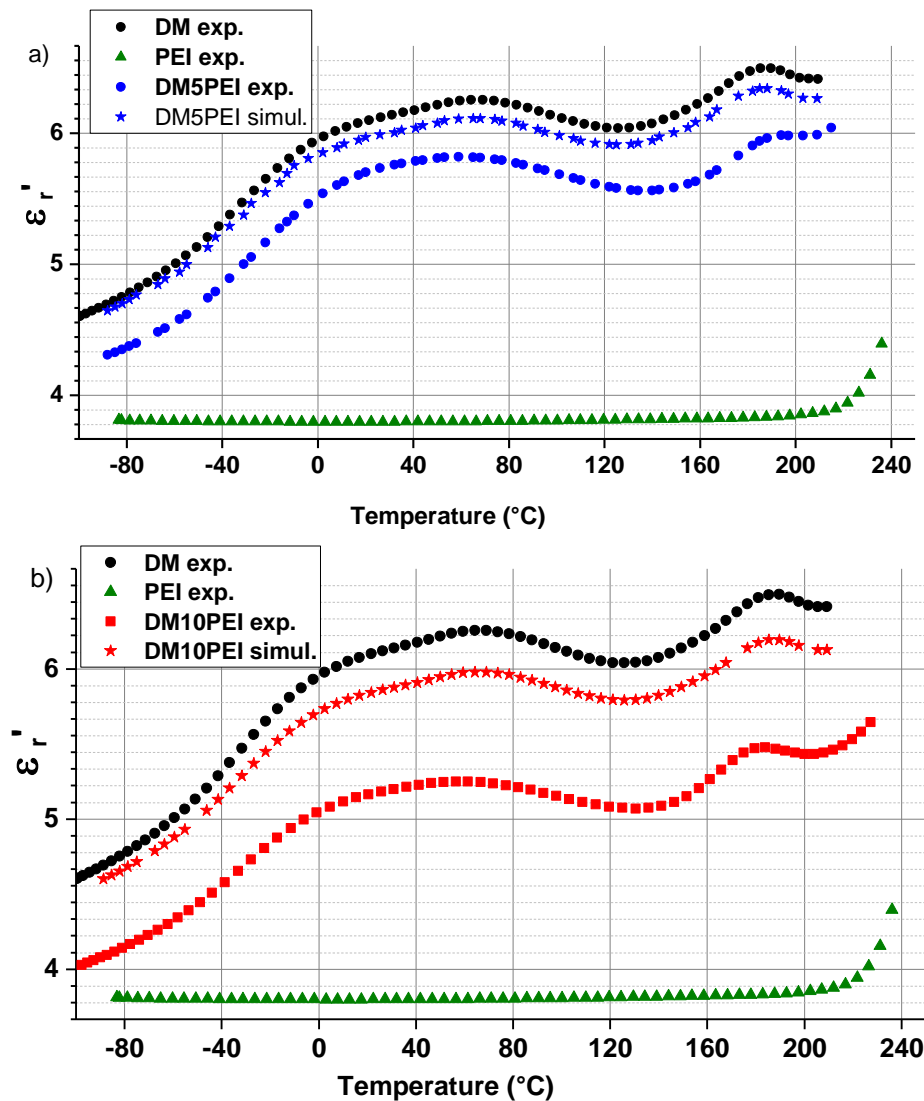 a)
DM exp.
PEI exp.
DM5PEI exp.
DM5PEI simul.
6
5
4
εr'
-80 -40 0 40 80 120 160 200 240
Temperature (°C)
b)
DM exp.
PEI exp.
DM10PEI exp.
DM10PEI simul.
6
5
4
εr'
-80 -40 0 40 80 120 160 200 240
Temperature (°C)